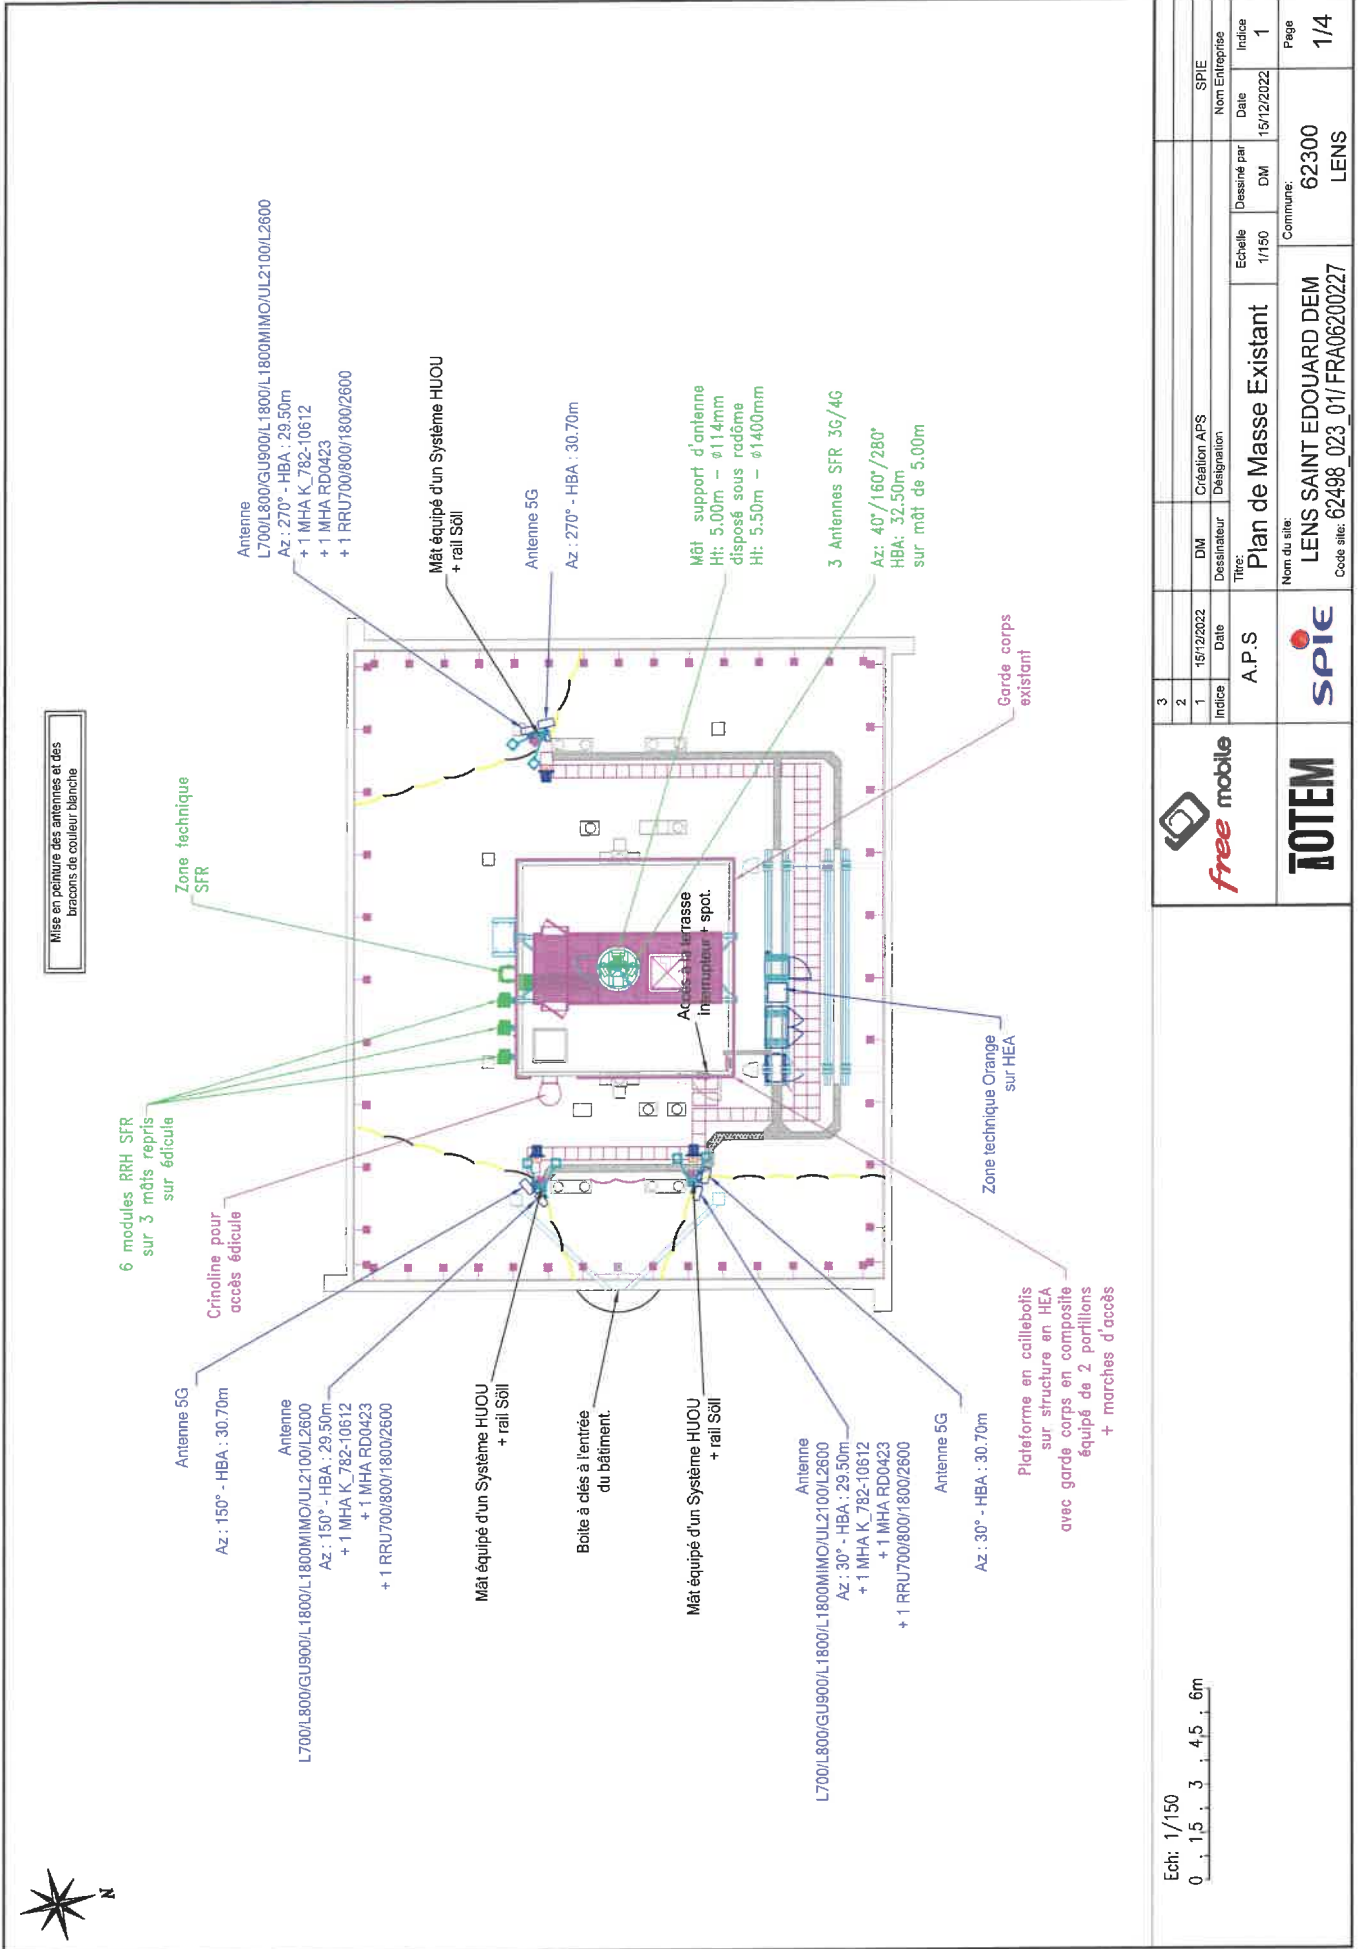 Mise en peinture des antennes et des
bracons de couleur blanche
Zone technique
SFR
6 modules RRH SFR
sur 3 mâts repris
sur édicule
Crinoline pour
accès édicule
Antenne 5G
Az : 150° - HBA : 30.70m
Antenne
L700/L800/GU900/L1800/L1800MIMO/UL2100/L2600
Az : 150° - HBA : 29.50m
+ 1 MHA K_782-10612
+ 1 MHA RD0423
+ 1 RRU700/800/1800/2600
Mât équipé d'un Système HUOU
+ rail Söll
Boite à clés à l'entrée
du bâtiment.
Mât équipé d'un Système HUOU
+ rail Söll
Antenne
L700/L800/GU900/L1800/L1800MIMO/UL2100/L2600
Az : 30° - HBA : 29.50m
+ 1 MHA K_782-10612
+ 1 MHA RD0423
+ 1 RRU700/800/1800/2600
Antenne 5G
Az : 30° - HBA : 30.70m
Plateforme en caillebotis
sur structure en HEA
avec garde corps en composite
équipé de 2 portillons
+ marches d'accès
Zone technique Orange
sur HEA
Accès à la terrasse
interrupteur + spot.
Antenne
L700/L800/GU900/L1800/L1800MIMO/UL2100/L2600
Az : 270° - HBA : 29.50m
+ 1 MHA K_782-10612
+ 1 MHA RD0423
+ 1 RRU700/800/1800/2600
Mât équipé d'un Système HUOU
+ rail Söll
Antenne 5G
Az : 270° - HBA : 30.70m
Mât support d'antenne
Ht: 5.00m - ø114mm
disposé sous radôme
Ht: 5.50m - ø1400mm
3 Antennes SFR 3G/4G
Az: 40°/160°/280°
HBA: 32.50m
sur mât de 5.00m
Garde corps
existant
N
Ech: 1/150
0 1,5 3 4,5 6m
free mobile
TOTEM
3
2
1 15/12/2022 DM Création APS SPIE
Indice Date Dessinateur Désignation Nom Entreprise
A.P.S
Titre:
Plan de Masse Existant
Echelle Dessiné par Date Indice
1/150 DM 15/12/2022 1
SPIE
Nom du site:
LENS SAINT EDOUARD DEM
Code site: 62498_023_01/ FRA06200227
Commune:
62300
LENS
Page
1/4